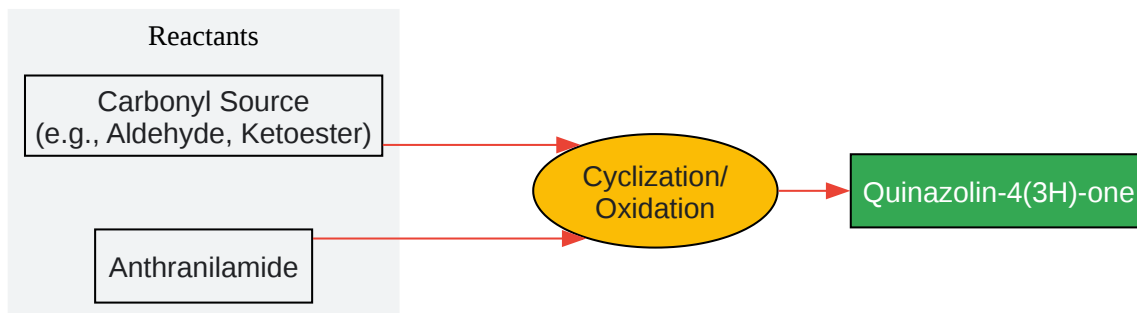 Reactants
Carbonyl Source
(e.g., Aldehyde, Ketoester)
Anthranilamide
Cyclization/
Oxidation
Quinazolin-4(3H)-one